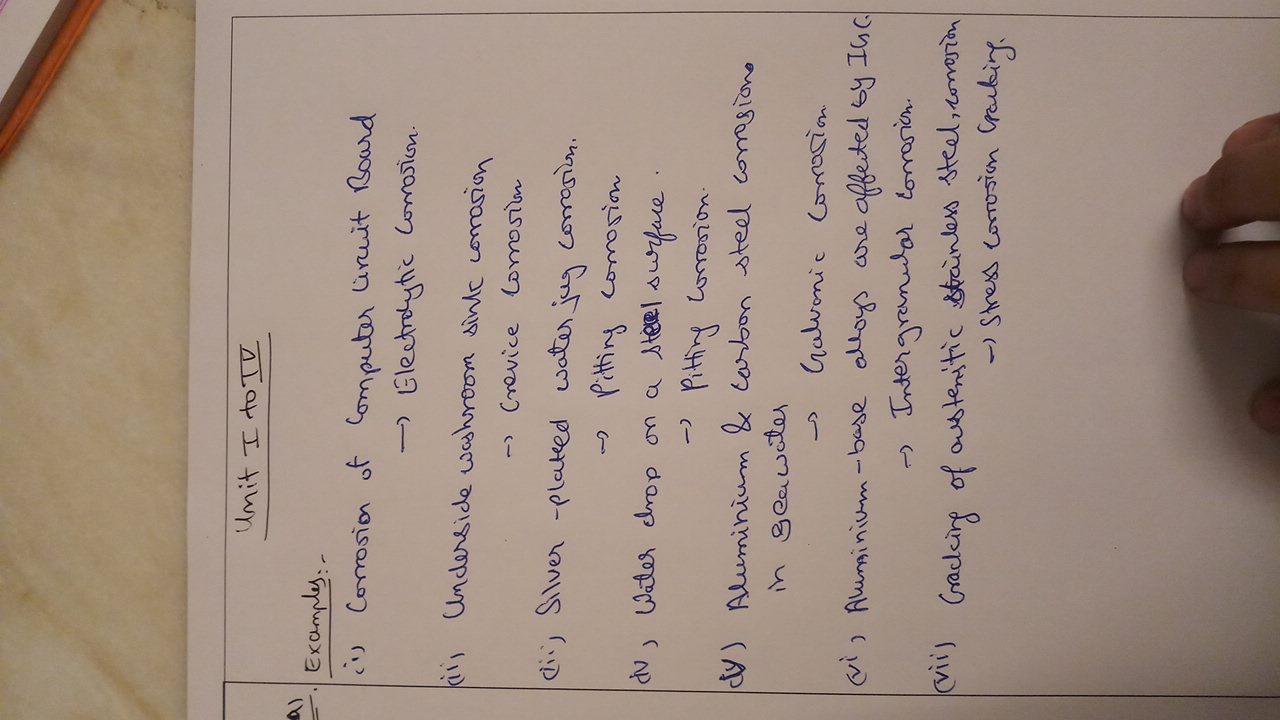 Unit I to IV
a)
Examples:-
(i) Corrosion of Computer Circuit Board
→ Electrolytic Corrosion.
(ii) Underside washroom sink corrosion
→ Crevice Corrosion
(iii) Silver-plated water jug corrosion.
→ Pitting corrosion
(iv) Water drop on a steel surface.
→ Pitting Corrosion.
(v) Aluminium & carbon steel corrosion
in seawater
→ Galvanic Corrosion.
(vi) Aluminium-base alloys are affected by IGC.
→ Intergranular Corrosion.
(vii) Cracking of austenitic stainless steel, corrosion
→ Stress Corrosion Cracking.